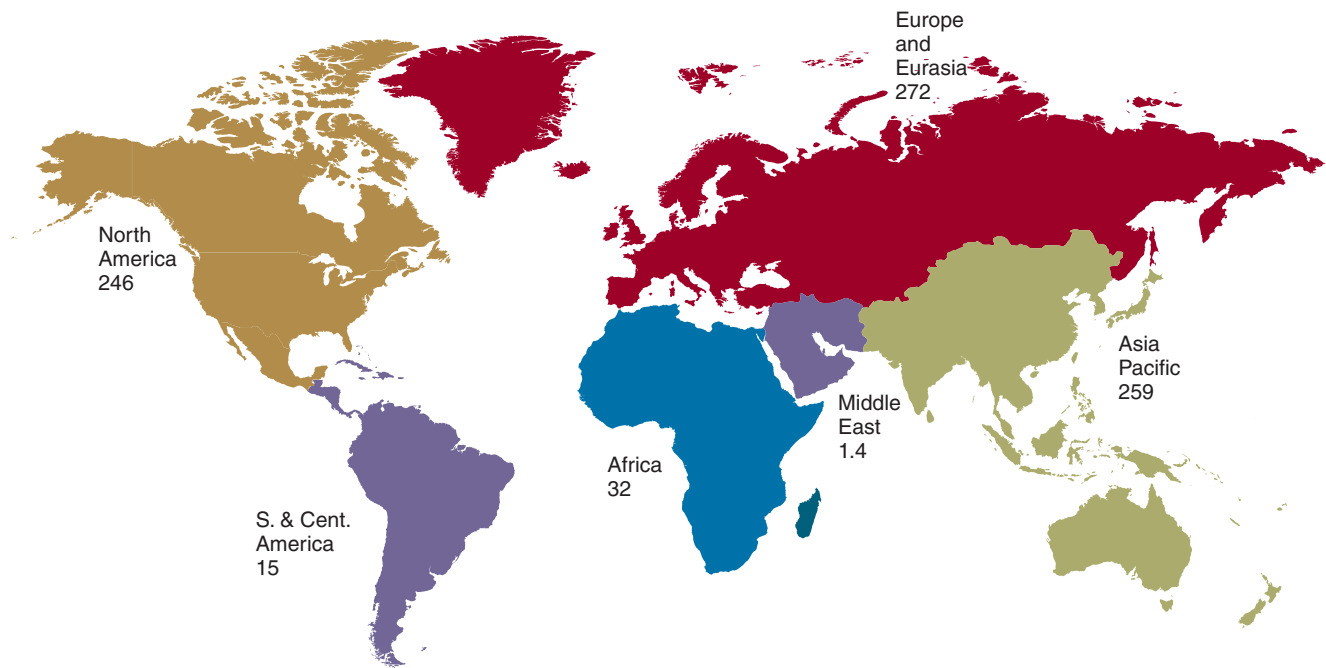 Europe
and
Eurasia
272
North
America
246
Asia
Pacific
259
Middle
East
1.4
Africa
32
S. & Cent.
America
15